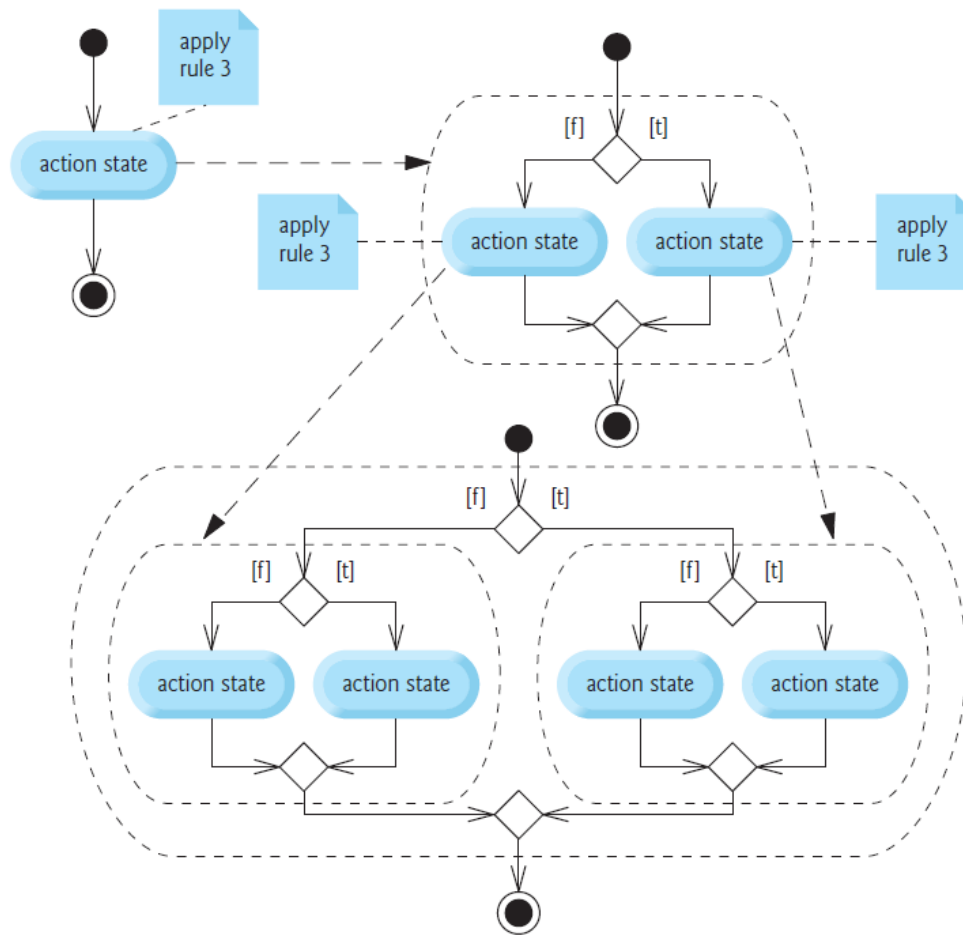 apply
rule 3
action state
[f]
[t]
apply
rule 3
action state
action state
apply
rule 3
[f]
[t]
[f]
[t]
[f]
[t]
action state
action state
action state
action state